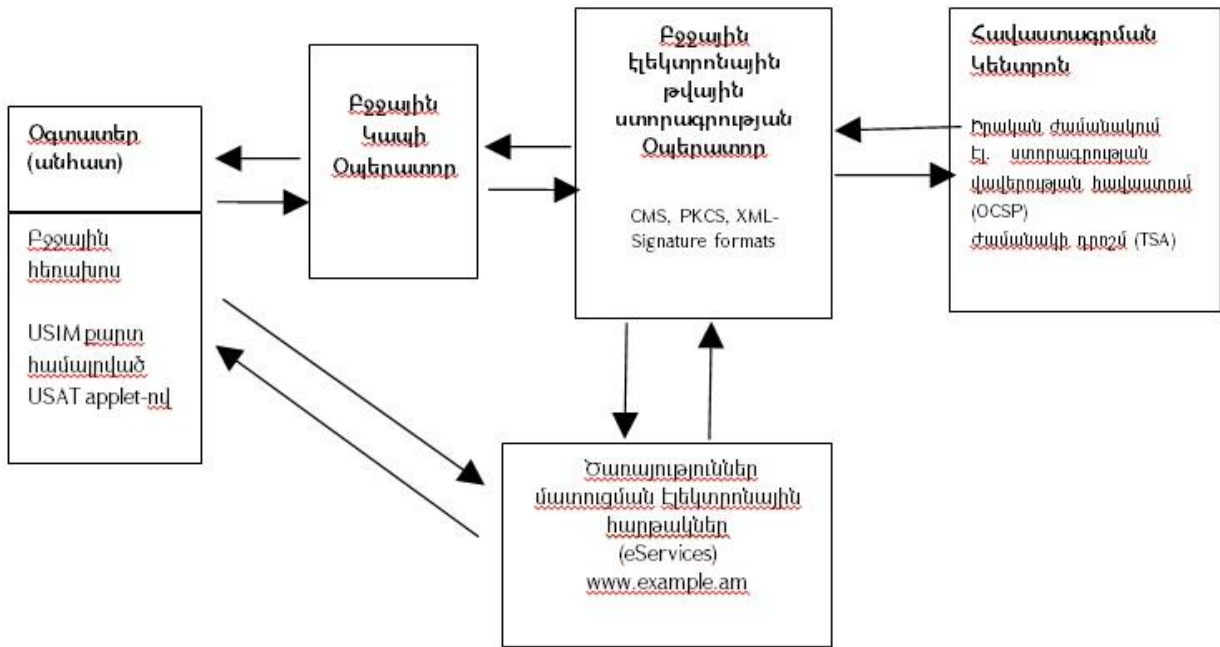 Օգտատեր
(անհատ)
Բջջային
հեռախոս
USIM քարտ
համալրված
USAT applet-ով
Բջջային
Կապի
Օպերատոր
Բջջային
էլեկտրոնային
թվային
ստորագրության
Օպերատոր
CMS, PKCS, XML-
Signature formats
Հավաստագրման
Կենտրոն
Իրական ժամանակում
Էլ. ստորագրության
վավերության հավաստում
(OCSP)
Ժամանակի դրոշմ (TSA)
Ծառայություններ
մատուցման Էլեկտրոնային
հարթակներ
(eServices)
www.example.am